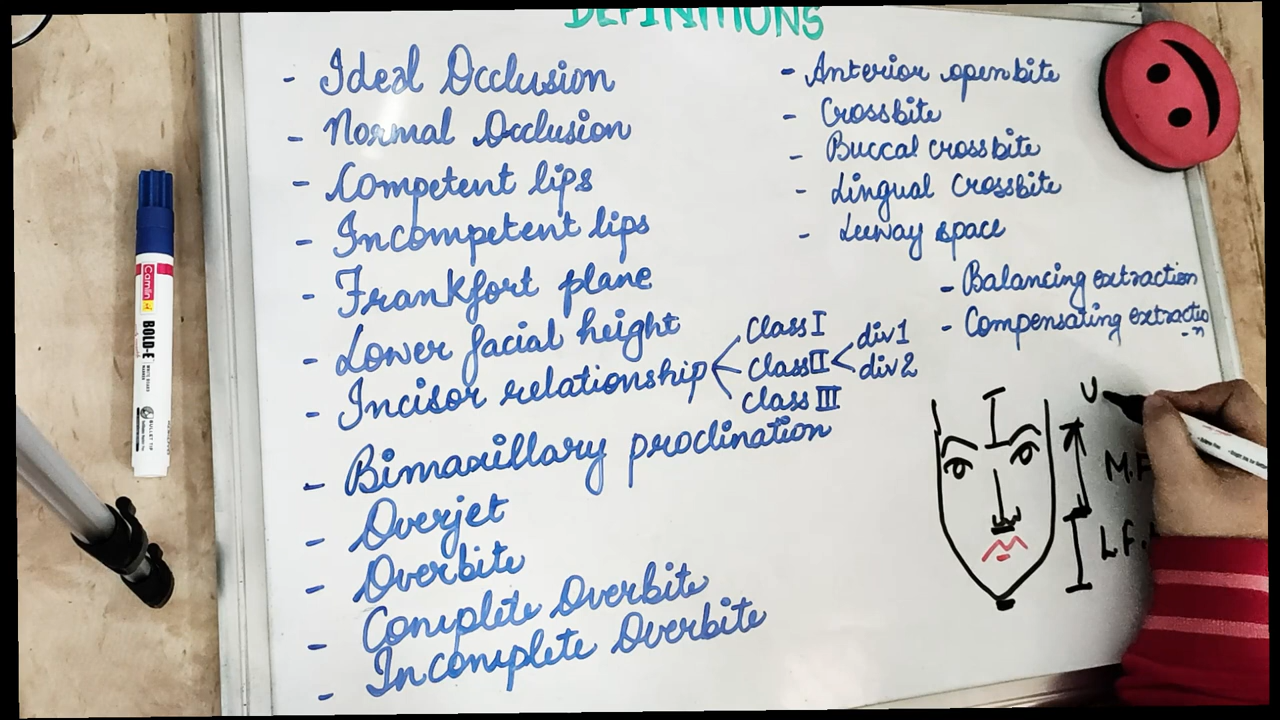 DEFINITIONS
- Ideal Occlusion
- Normal Occlusion
- Competent lips
- Incompetent lips
- Frankfort plane
- Lower facial height
- Incisor relationship
Class I
Class II
div 1
div 2
Class III
- Bimaxillary proclination
- Overjet
- Overbite
- Complete Overbite
- Incomplete Overbite
- Anterior openbite
- Crossbite
- Buccal crossbite
- Lingual Crossbite
- Leeway space
- Balancing extraction
- Compensating extractio
-n
U
M.F
L.F.
Camlin
BOLD-E